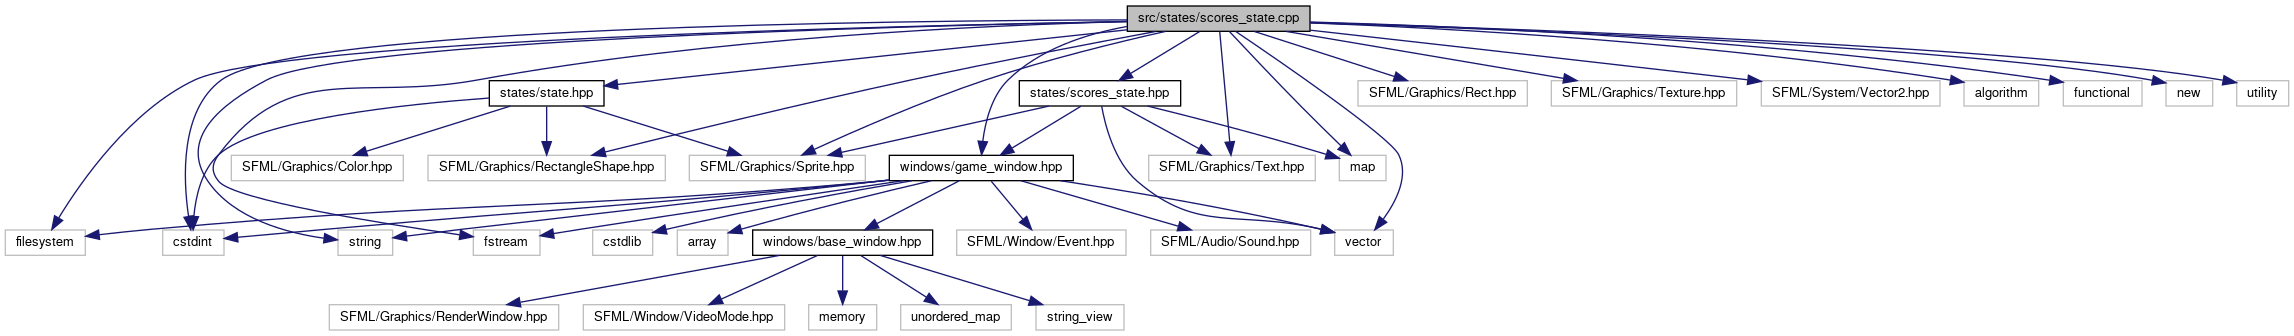 src/states/scores_state.cpp
states/state.hpp
states/scores_state.hpp
SFML/Graphics/Rect.hpp
SFML/Graphics/Texture.hpp
SFML/System/Vector2.hpp
algorithm
functional
new
utility
SFML/Graphics/Color.hpp
SFML/Graphics/RectangleShape.hpp
SFML/Graphics/Sprite.hpp
windows/game_window.hpp
SFML/Graphics/Text.hpp
map
filesystem
cstdint
string
fstream
cstdlib
array
windows/base_window.hpp
SFML/Window/Event.hpp
SFML/Audio/Sound.hpp
vector
SFML/Graphics/RenderWindow.hpp
SFML/Window/VideoMode.hpp
memory
unordered_map
string_view